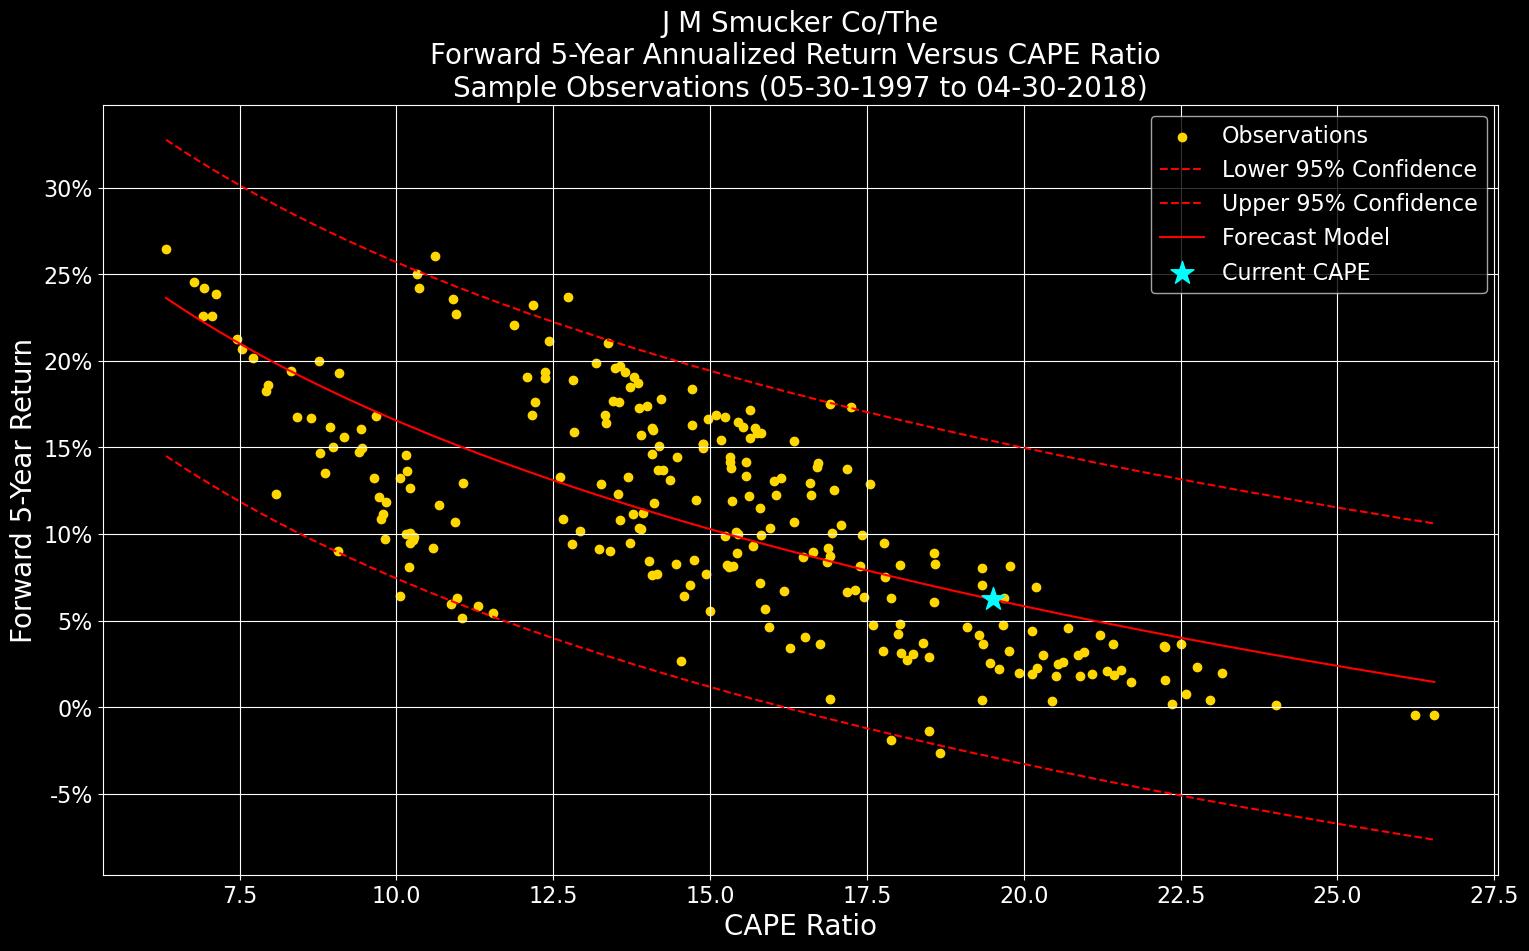 J M Smucker Co/The
Forward 5-Year Annualized Return Versus CAPE Ratio
Sample Observations (05-30-1997 to 04-30-2018)
Observations
Lower 95% Confidence
Upper 95% Confidence
Forecast Model
Current CAPE
Forward 5-Year Return
30%
25%
20%
15%
10%
5%
0%
-5%
7.5 10.0 12.5 15.0 17.5 20.0 22.5 25.0 27.5
CAPE Ratio